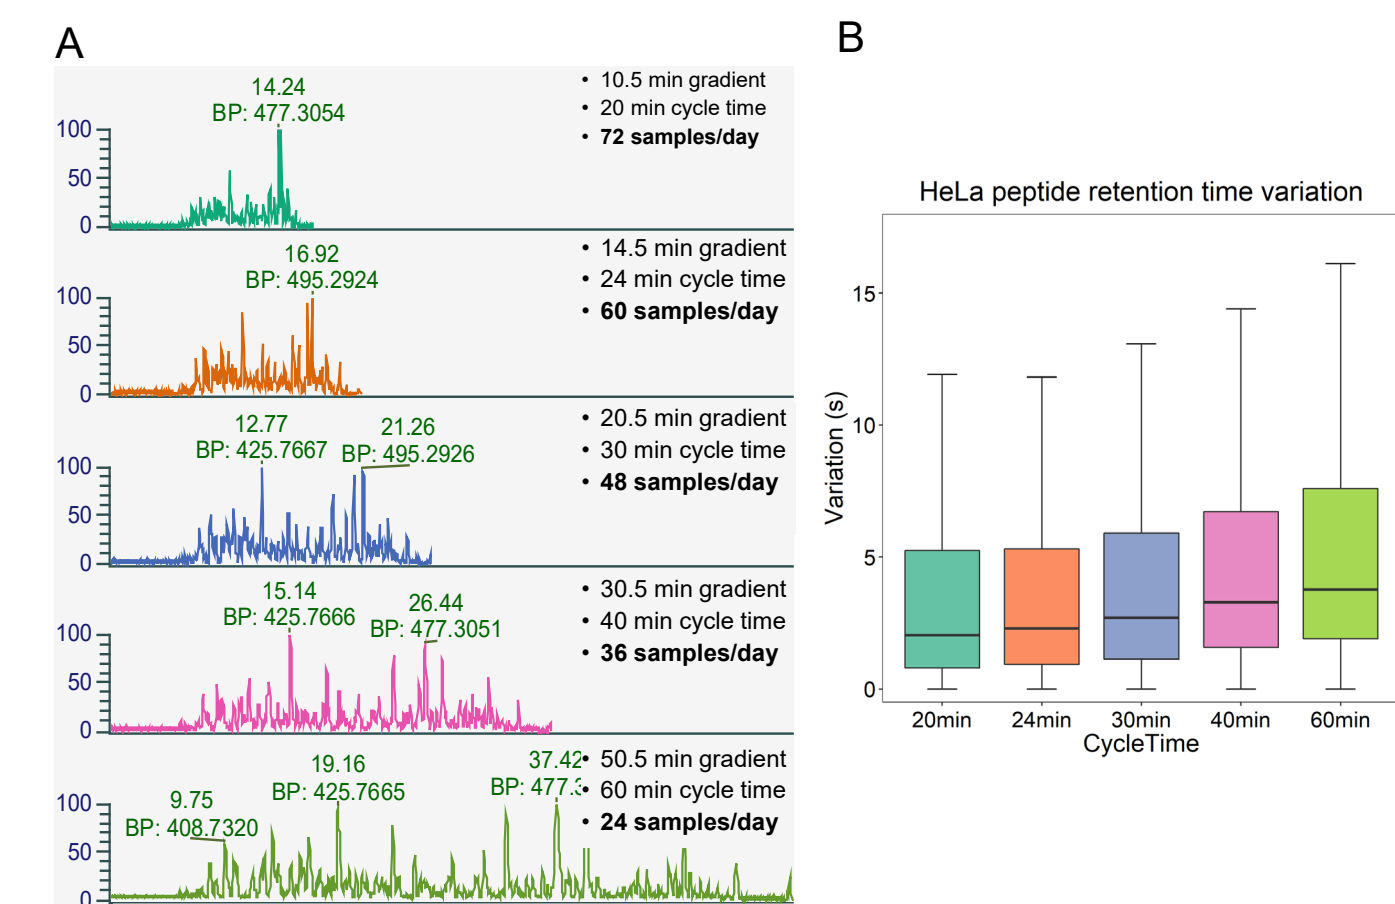 A
14.24
BP: 477.3054
• 10.5 min gradient
• 20 min cycle time
• 72 samples/day
100
50
0
16.92
BP: 495.2924
• 14.5 min gradient
• 24 min cycle time
• 60 samples/day
100
50
0
12.77
BP: 425.7667
21.26
BP: 495.2926
• 20.5 min gradient
• 30 min cycle time
• 48 samples/day
100
50
0
15.14
BP: 425.7666
26.44
BP: 477.3051
• 30.5 min gradient
• 40 min cycle time
• 36 samples/day
100
50
0
9.75
BP: 408.7320
19.16
BP: 425.7665
37.42
BP: 477.3
• 50.5 min gradient
• 60 min cycle time
• 24 samples/day
100
50
0
B
HeLa peptide retention time variation
Variation (s)
15
10
5
0
20min 24min 30min 40min 60min
CycleTime